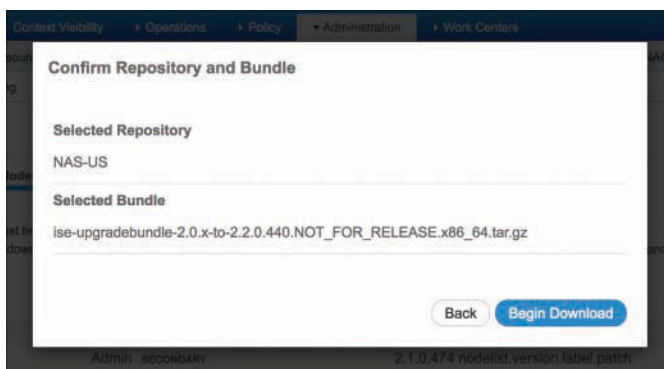 Context Visibility Operations Policy Administration Work Centers
Confirm Repository and Bundle
Selected Repository
NAS-US
Selected Bundle
ise-upgradebundle-2.0.x-to-2.2.0.440.NOT_FOR_RELEASE.x86_64.tar.gz
Back Begin Download
Admin SECONDARY 2.1.0.474 nodelist.version.label.patch